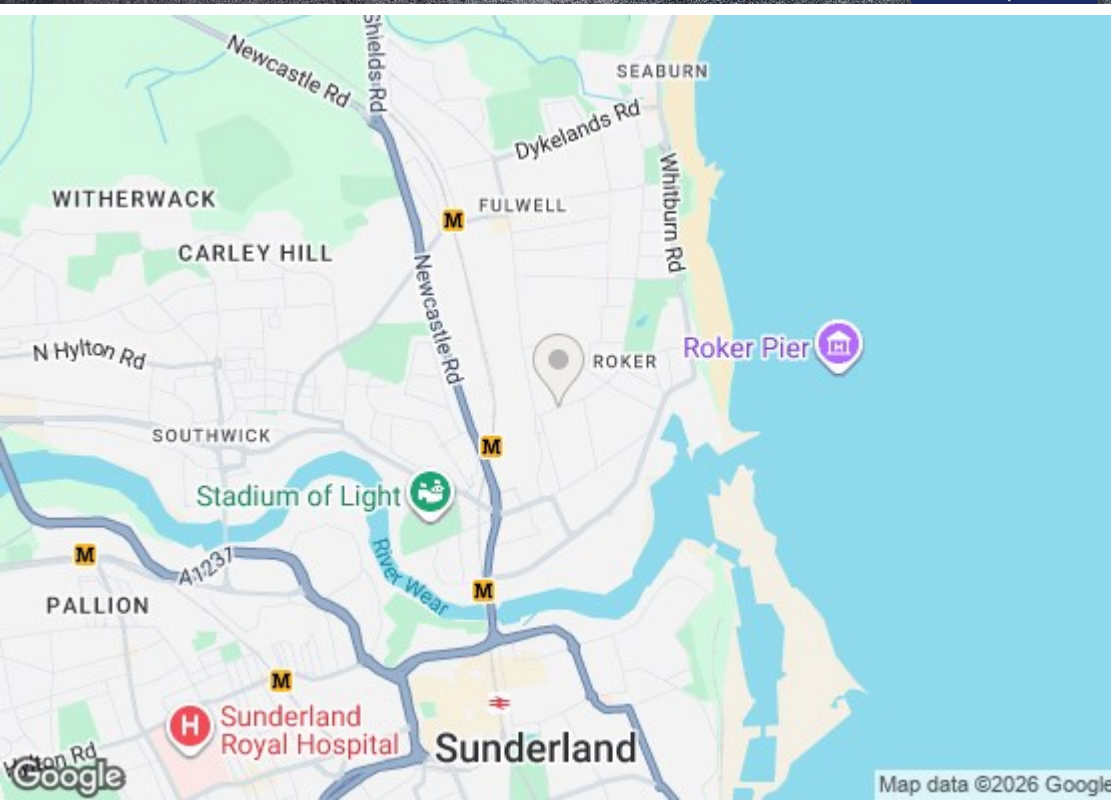 Newcastle Rd
Shields Rd
SEABURN
Dykelands Rd
WITHERWACK
FULWELL
Whitburn Rd
M
CARLEY HILL
Newcastle Rd
N Hylton Rd
Roker Pier
ROKER
SOUTHWICK
M
Stadium of Light
M
A1231
River Wear
PALLION
M
M
H
Sunderland
Royal Hospital
Sunderland
Google
Map data ©2026 Google